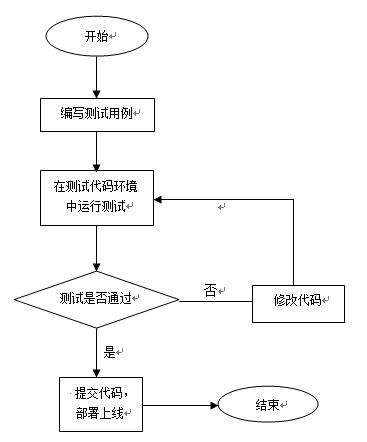 开始
编写测试用例
在测试代码环境
中运行测试
测试是否通过
否
修改代码
是
提交代码，
部署上线
结束